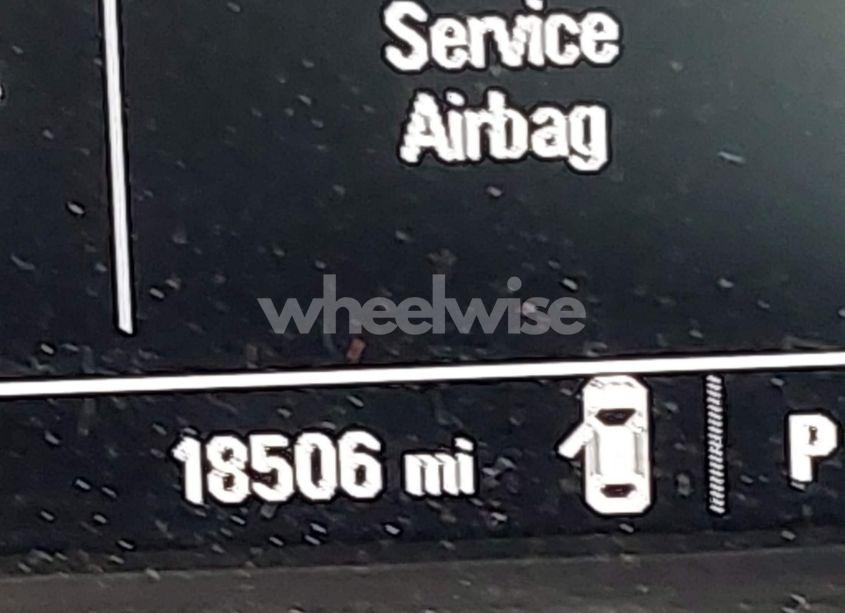 Service
Airbag
wheelwise
18506 mi P